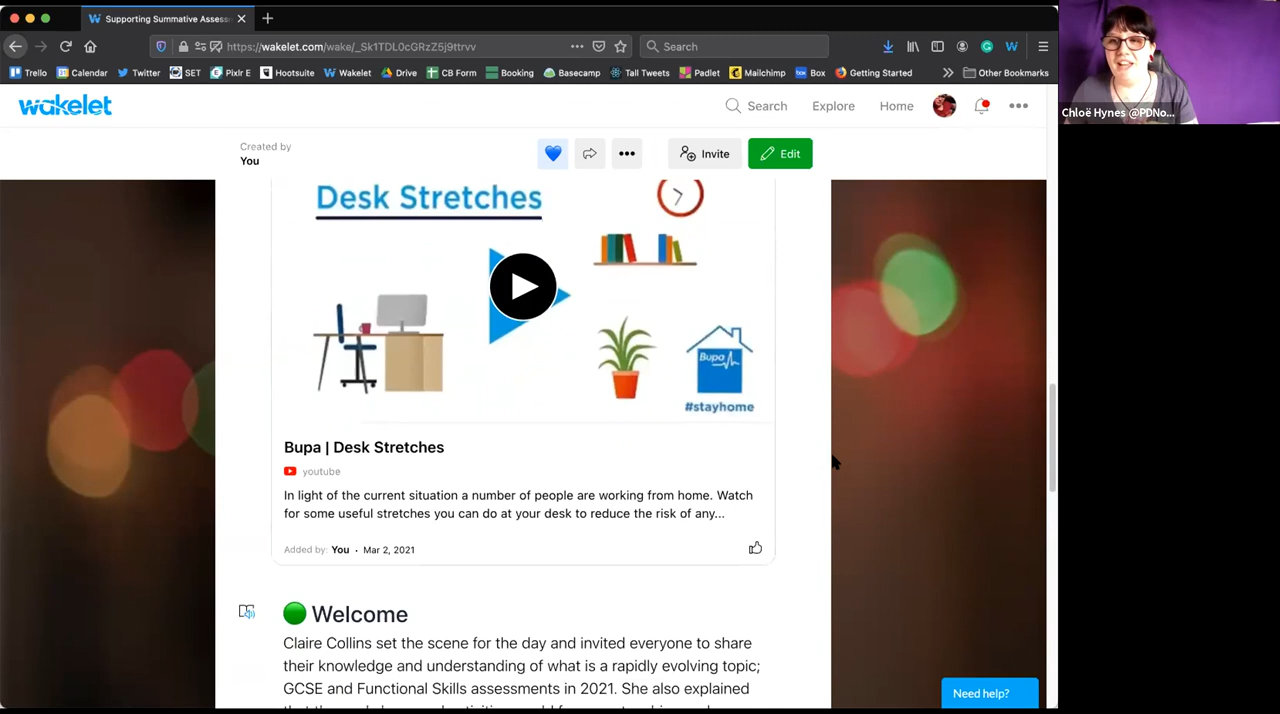 Supporting Summative Assess
https://wakelet.com/wake/_Sk1TDL0cGRzZ5j9ttrvv
Search
Trello Calendar Twitter SET Pixlr E Hootsuite Wakelet Drive CB Form Booking Basecamp Tall Tweets Padlet Mailchimp Box Getting Started Other Bookmarks
Chloë Hynes @PDNo...
wakelet
Search Explore Home
Created by
You
Invite Edit
Desk Stretches
Bupa
#stayhome
Bupa | Desk Stretches
youtube
In light of the current situation a number of people are working from home. Watch
for some useful stretches you can do at your desk to reduce the risk of any...
Added by: You · Mar 2, 2021
Welcome
Claire Collins set the scene for the day and invited everyone to share
their knowledge and understanding of what is a rapidly evolving topic;
GCSE and Functional Skills assessments in 2021. She also explained
Need help?